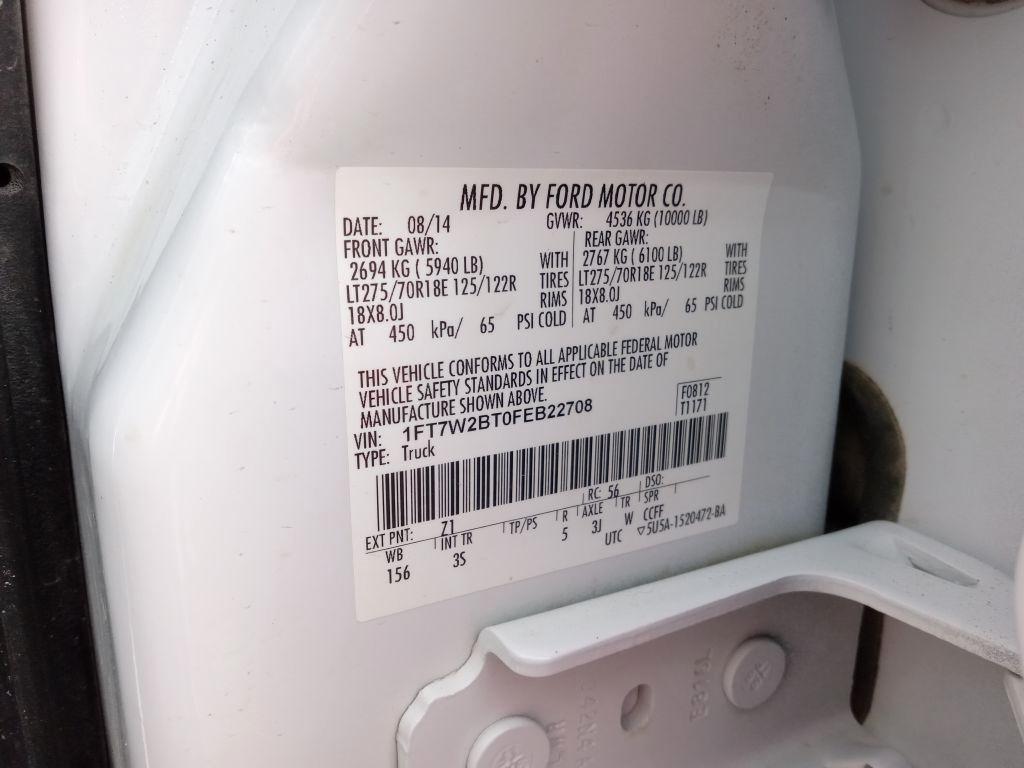 MFD. BY FORD MOTOR CO.
DATE: 08/14 GVWR: 4536 KG (10000 LB)
FRONT GAWR: REAR GAWR:
2694 KG ( 5940 LB) WITH 2767 KG ( 6100 LB) WITH
LT275/70R18E 125/122R TIRES LT275/70R18E 125/122R TIRES
18X8.0J RIMS 18X8.0J RIMS
AT 450 kPa/ 65 PSI COLD AT 450 kPa/ 65 PSI COLD
THIS VEHICLE CONFORMS TO ALL APPLICABLE FEDERAL MOTOR
VEHICLE SAFETY STANDARDS IN EFFECT ON THE DATE OF
MANUFACTURE SHOWN ABOVE.
VIN: 1FT7W2BT0FEB22708
TYPE: Truck
F0812
T1171
EXT PNT: Z1 RC: 56 DSO:
WB INT TR TP/PS R AXLE TR SPR
156 3S 5 3J W CCFF
UTC ▽5U5A-1520472-BA